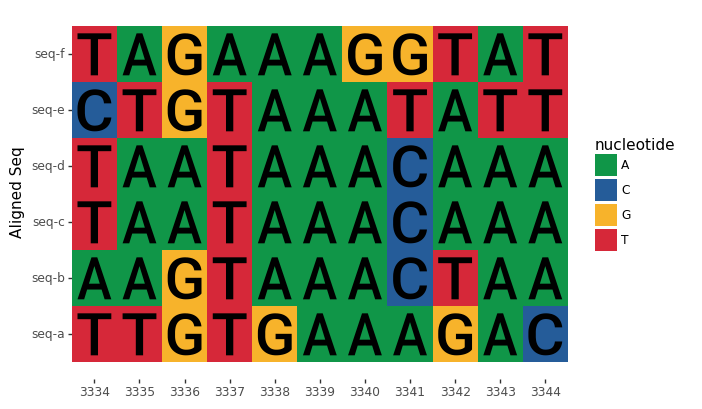 Aligned Seq
seq-f T A G A A A G G T A T
seq-e C T G T A A A T A T T
seq-d T A A T A A A C A A A
seq-c T A A T A A A C A A A
seq-b A A G T A A A C T A A
seq-a T T G T G A A A G A C
3334 3335 3336 3337 3338 3339 3340 3341 3342 3343 3344
nucleotide
A
C
G
T